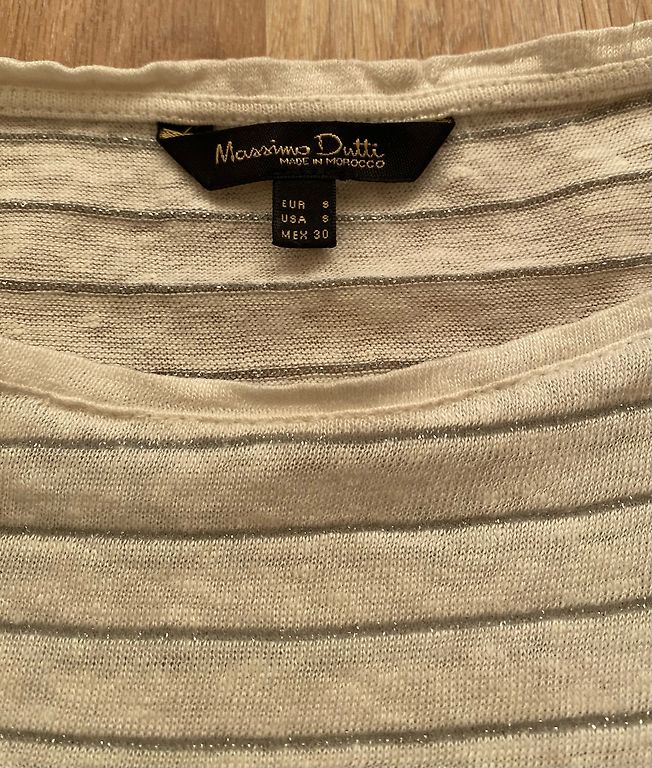 Massimo Dutti
MADE IN MOROCCO
EUR S
USA S
MEX 30